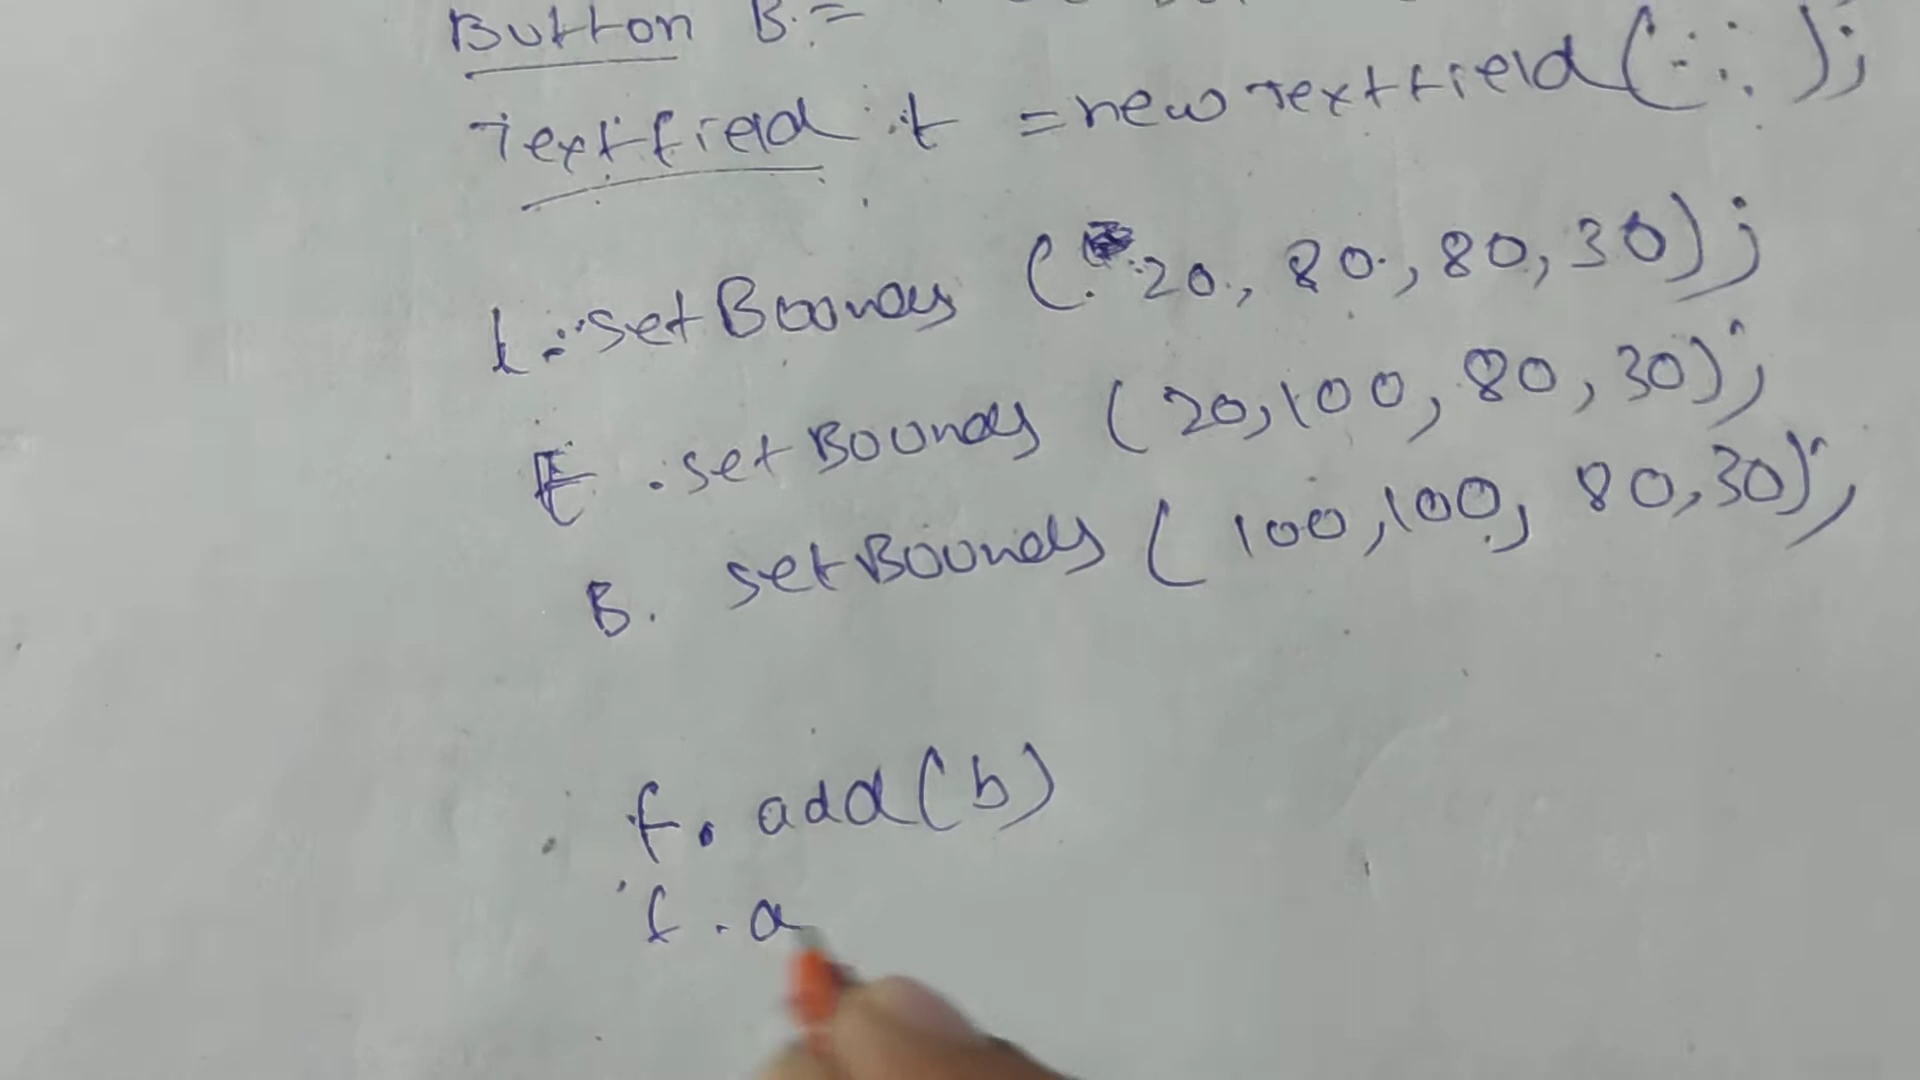 Button B =
Textfield t = new Textfield( );
l. setBounds (20, 80, 80, 30);
t . setBounds (20,100, 80, 30);
B. setBounds ( 100,100, 80,30);
f. add(b)
f. a